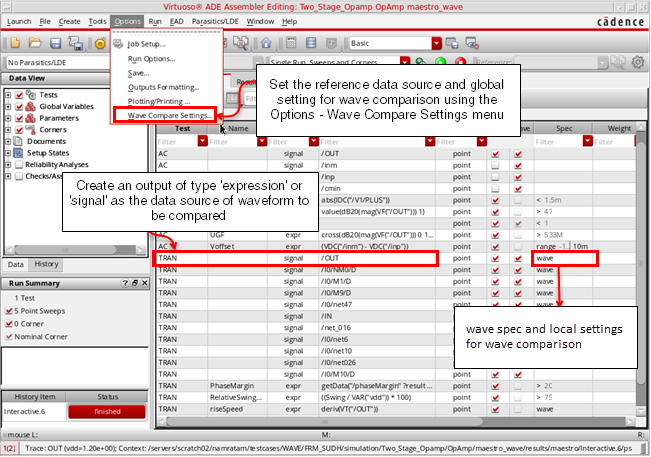 Virtuoso® ADE Assembler Editing: Two_Stage_Opamp OpAmp maestro_wave
Launch File Create Tools Options Run EAD Parasitics/LDE Window Help
cādence
Basic
No Parasitics/LDE
Single Run, Sweeps and Corners
Reference:
Job Setup...
Run Options...
Save...
Outputs Formatting...
Plotting/Printing ...
Wave Compare Settings...
Set the reference data source and global
setting for wave comparison using the
Options - Wave Compare Settings menu
Data View
Tests
Global Variables
Parameters
Corners
Documents
Setup States
Reliability Analyses
Data History
Test Name Spec Weight
Filter Filter Filter Filter Filter
AC signal /OUT point
AC signal /inm point
/inp point
/cmin point
abs(IDC("/V1/PLUS")) point < 1.5m
value(dB20(mag(VF("/OUT"))) 1) point > 47
point < 1
AC UGF expr cross(dB20(mag(VF("/OUT"))) 0 1... point > 533M
AC Voffset expr (VDC("/inm") - VDC("/inp")) point range -1... 10m
TRAN signal /OUT point wave
TRAN signal /I0/NM0/D point
TRAN signal /I0/M1/D point
TRAN signal /I0/M9/D point
TRAN signal /I0/net47 point
TRAN signal /IN point
TRAN signal /net_016 point
TRAN signal /I0/net6 point
TRAN signal /I0/net10 point
TRAN signal /I0/net026 point
TRAN signal /I0/M10/D point
TRAN PhaseMargin expr getData("/phaseMargin" ?result ... point > 20
TRAN RelativeSwing... expr ((Swing / VAR("vdd")) * 100) point > 75
TRAN riseSpeed expr deriv(VT("/OUT")) point wave
Create an output of type 'expression' or
'signal' as the data source of waveform to
be compared
wave spec and local settings
for wave comparison
Run Summary
1 Test
5 Point Sweeps
0 Corner
Nominal Corner
History Item Status
Interactive.6 finished
mouse L: M: R:
1(2) Trace: OUT (vdd=1.20e+00); Context: /servers/scratch02/namratam/testcases/WAVE/FRM_SUDH/simulation/Two_Stage_Opamp/OpAmp/maestro_wave/results/maestro/Interactive.6/ps